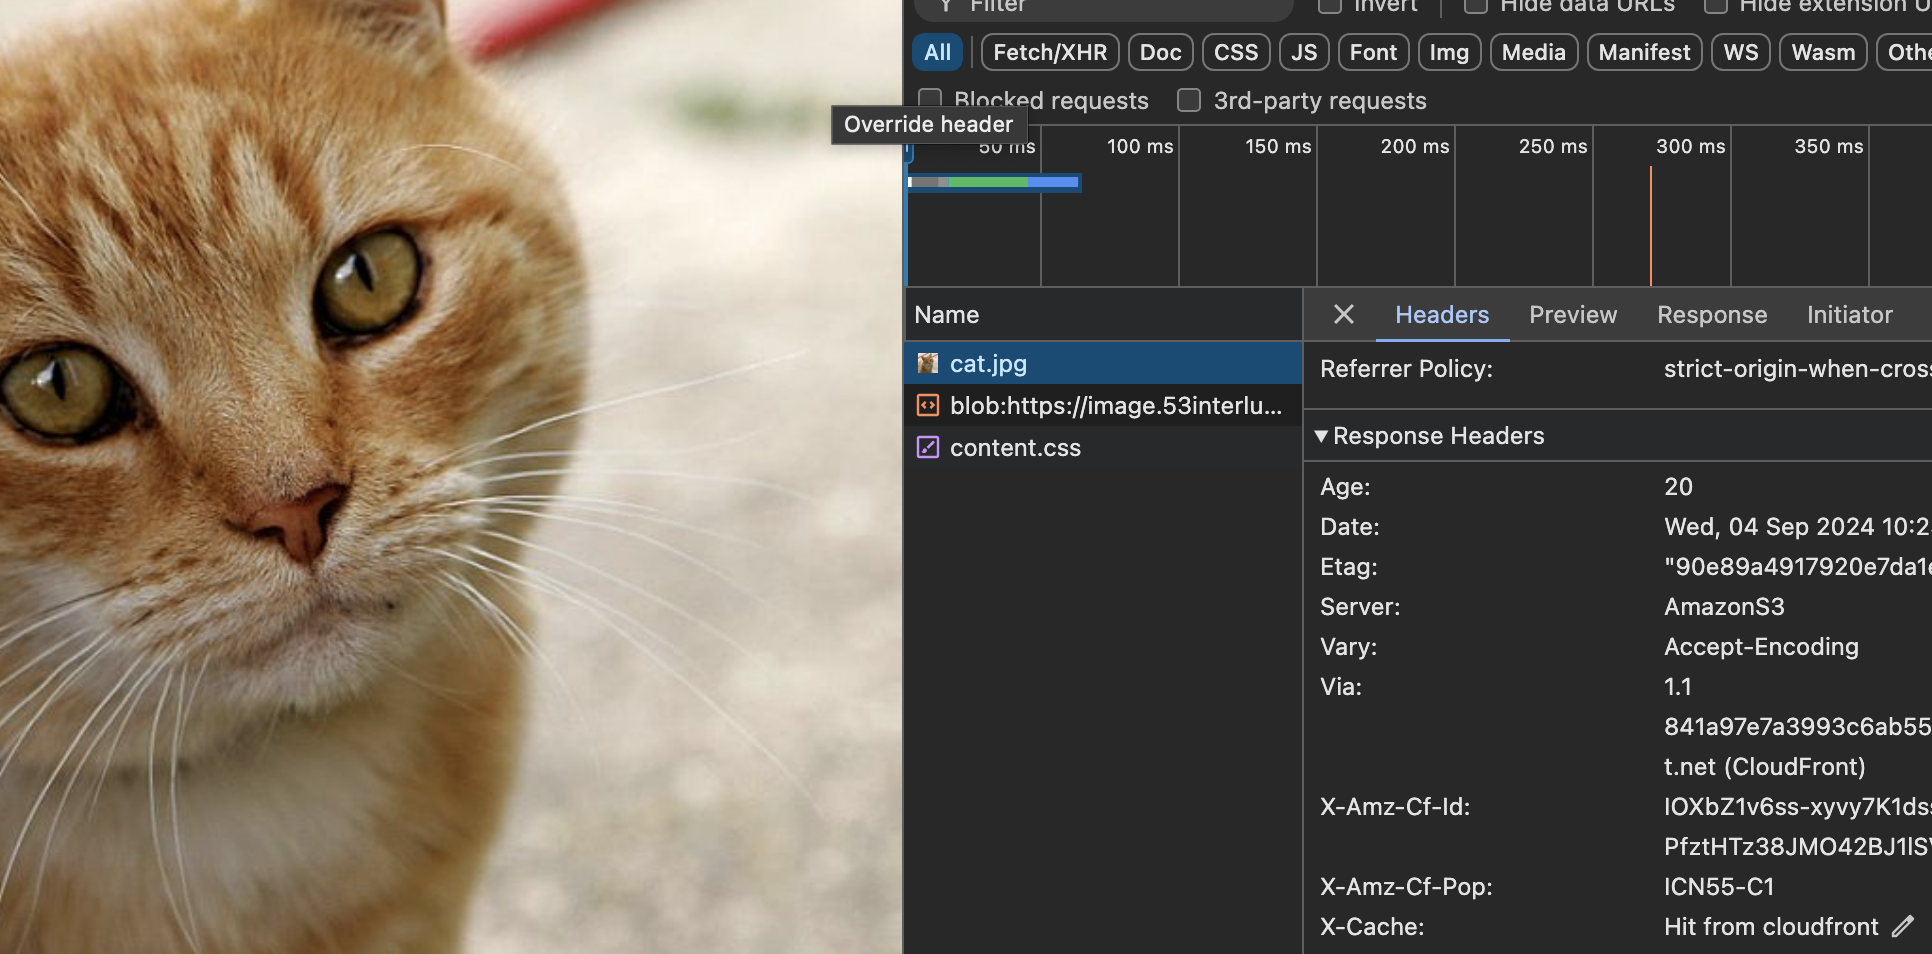 Filter Invert Hide data URLs Hide extension U
All Fetch/XHR Doc CSS JS Font Img Media Manifest WS Wasm Othe
Blocked requests 3rd-party requests
Override header
50 ms 100 ms 150 ms 200 ms 250 ms 300 ms 350 ms
Name
cat.jpg
blob:https://image.53interlu...
content.css
Headers Preview Response Initiator
Referrer Policy: strict-origin-when-cros
Response Headers
Age: 20
Date: Wed, 04 Sep 2024 10:2
Etag: "90e89a4917920e7da1
Server: AmazonS3
Vary: Accept-Encoding
Via: 1.1
841a97e7a3993c6ab55
t.net (CloudFront)
X-Amz-Cf-Id: IOXbZ1v6ss-xyvy7K1ds
PfztHTz38JMO42BJ1lS
X-Amz-Cf-Pop: ICN55-C1
X-Cache: Hit from cloudfront